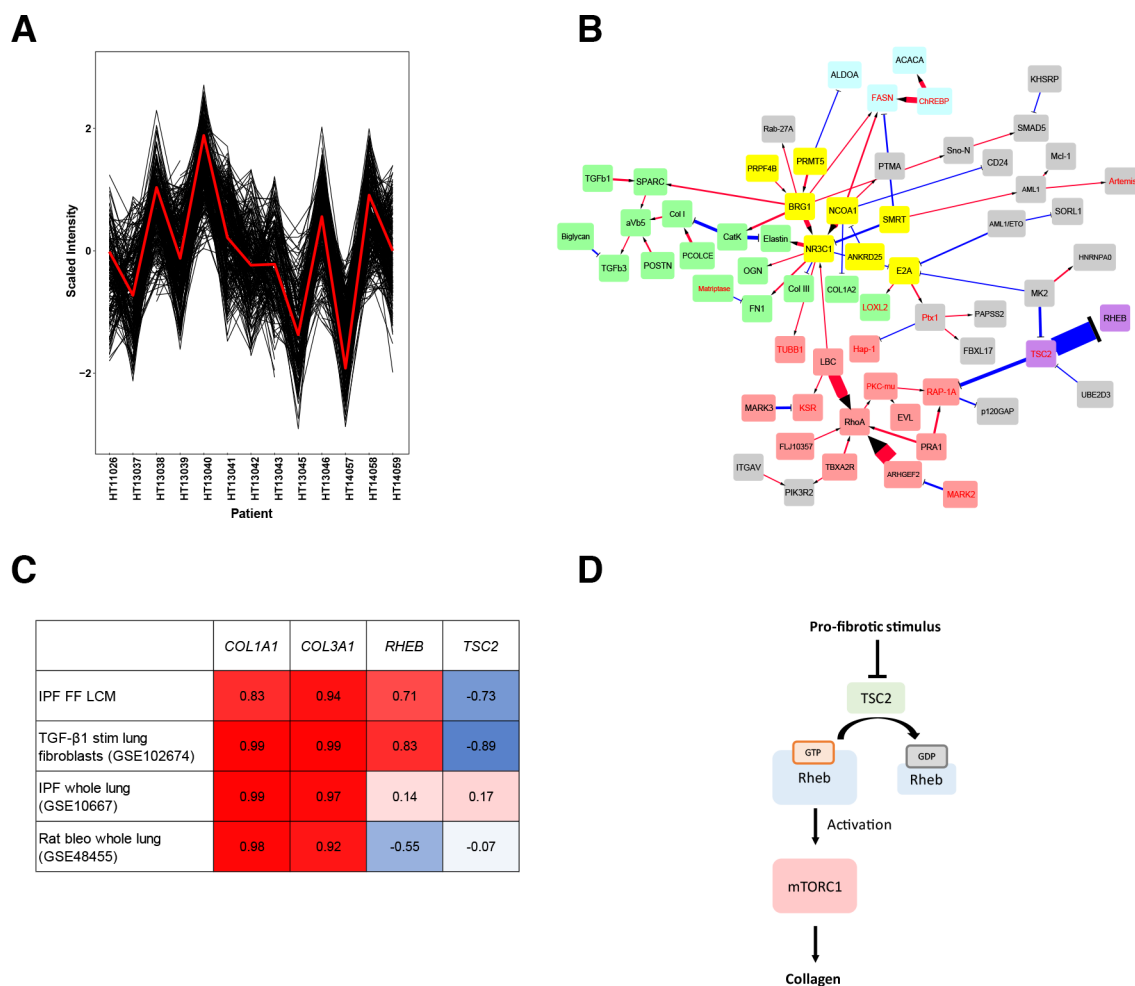 A
B
2
0
−2
Scaled Intensity
HT11026
HT13037
HT13038
HT13039
HT13040
HT13041
HT13042
HT13043
HT13045
HT13046
HT14057
HT14058
HT14059
Patient
ACACA
ALDOA
KHSRP
FASN
ChREBP
Rab-27A
SMAD5
Sno-N
PRMT5
PTMA
Mcl-1
CD24
PRPF4B
TGFb1
SPARC
AML1
Artemis
BRG1
NCOA1
Col I
aVb5
SMRT
SORL1
AML1/ETO
CatK
Elastin
Biglycan
NR3C1
ANKRD25
PCOLCE
HNRNPA0
TGFb3
POSTN
OGN
E2A
Matriptase
Col III
COL1A2
MK2
FN1
LOXL2
PAPSS2
Ptx1
RHEB
TUBB1
Hap-1
FBXL17
TSC2
LBC
PKC-mu
RAP-1A
UBE2D3
MARK3
KSR
p120GAP
EVL
RhoA
FLJ10357
PRA1
ITGAV
TBXA2R
ARHGEF2
PIK3R2
MARK2
C
COL1A1 COL3A1 RHEB TSC2
IPF FF LCM 0.83 0.94 0.71 -0.73
TGF-β1 stim lung
fibroblasts (GSE102674) 0.99 0.99 0.83 -0.89
IPF whole lung
(GSE10667) 0.99 0.97 0.14 0.17
Rat bleo whole lung
(GSE48455) 0.98 0.92 -0.55 -0.07
D
Pro-fibrotic stimulus
TSC2
GTP
GDP
Rheb
Rheb
Activation
mTORC1
Collagen